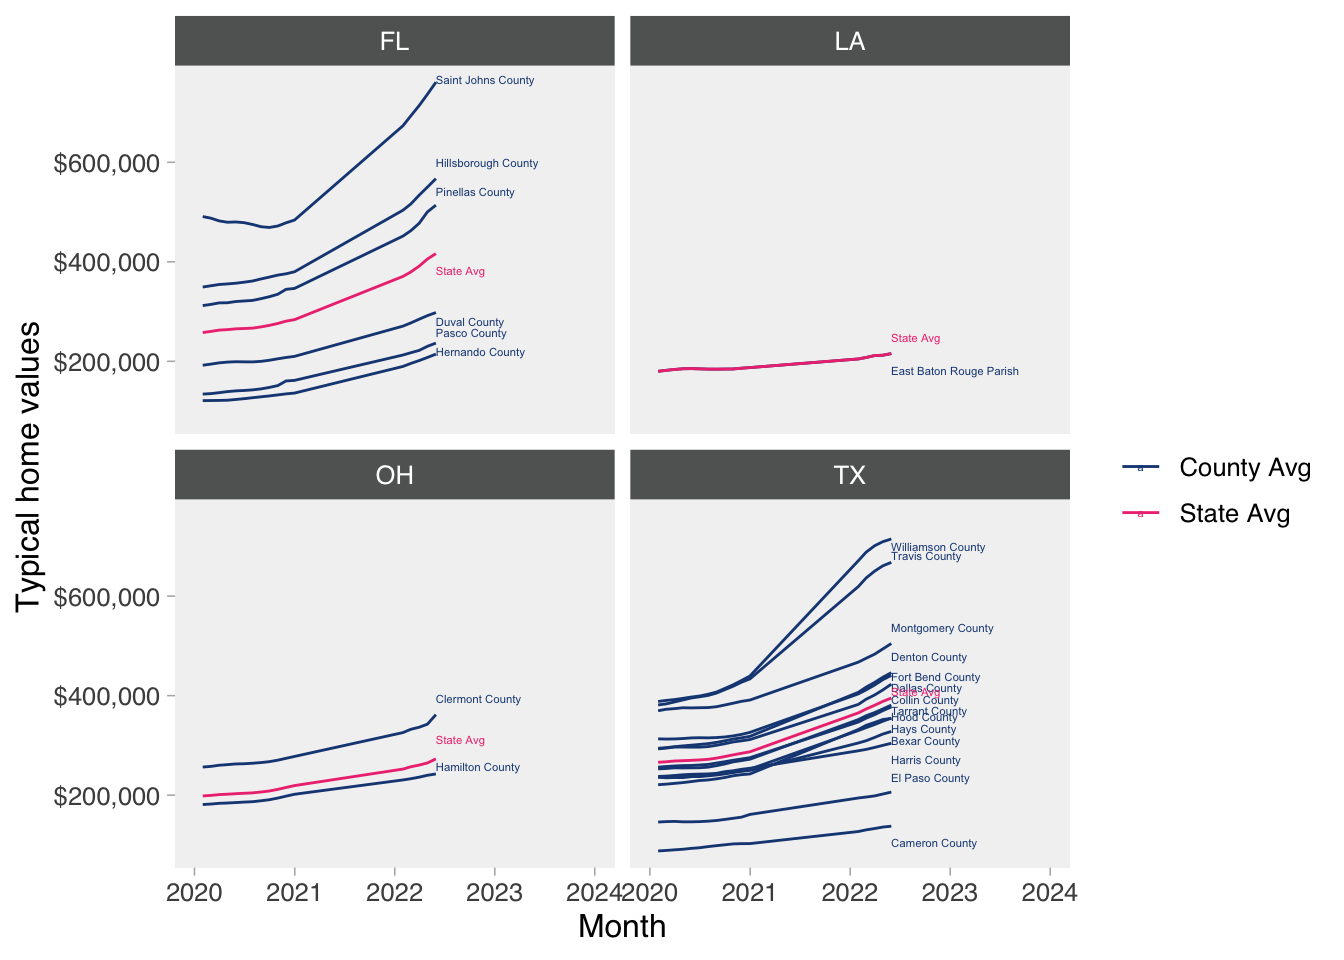 FL
LA
Saint Johns County
Hillsborough County
Pinellas County
State Avg
Duval County
Pasco County
Hernando County
$600,000
$400,000
$200,000
State Avg
East Baton Rouge Parish
Typical home values
OH
TX
Clermont County
State Avg
Hamilton County
$600,000
$400,000
$200,000
Williamson County
Travis County
Montgomery County
Denton County
Fort Bend County
Dallas County
State Avg
Collin County
Tarrant County
Hood County
Hays County
Bexar County
Harris County
El Paso County
Cameron County
2020 2021 2022 2023 2024
2020 2021 2022 2023 2024
Month
a County Avg
a State Avg